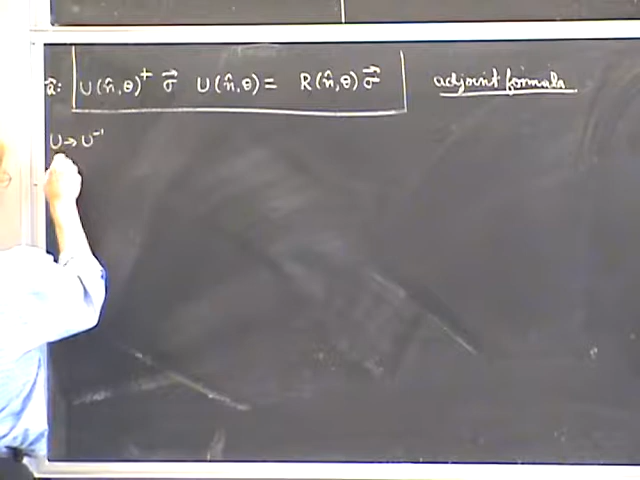 U(n̂,θ)† σ⃗ U(n̂,θ) = R(n̂,θ) σ⃗ adjoint formula
U → U⁻¹